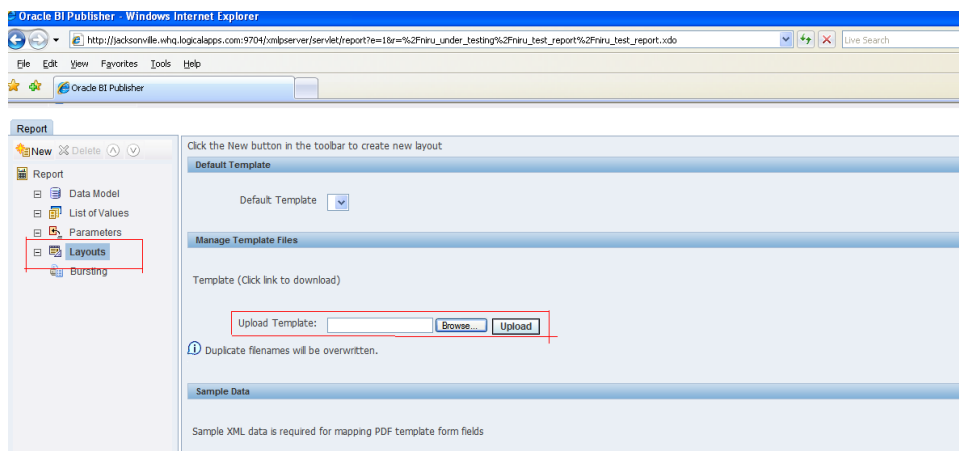 Oracle BI Publisher - Windows Internet Explorer
http://jacksonville.whq.logicalapps.com:9704/xmlpserver/servlet/report?e=1&r=%2Fniru_under_testing%2Fniru_test_report%2Fniru_test_report.xdo
Live Search
File Edit View Favorites Tools Help
Oracle BI Publisher
Report
New Delete
Click the New button in the toolbar to create new layout
Default Template
Report
Data Model
Default Template
List of Values
Parameters
Manage Template Files
Layouts
Bursting
Template (Click link to download)
Upload Template: Browse... Upload
Duplicate filenames will be overwritten.
Sample Data
Sample XML data is required for mapping PDF template form fields